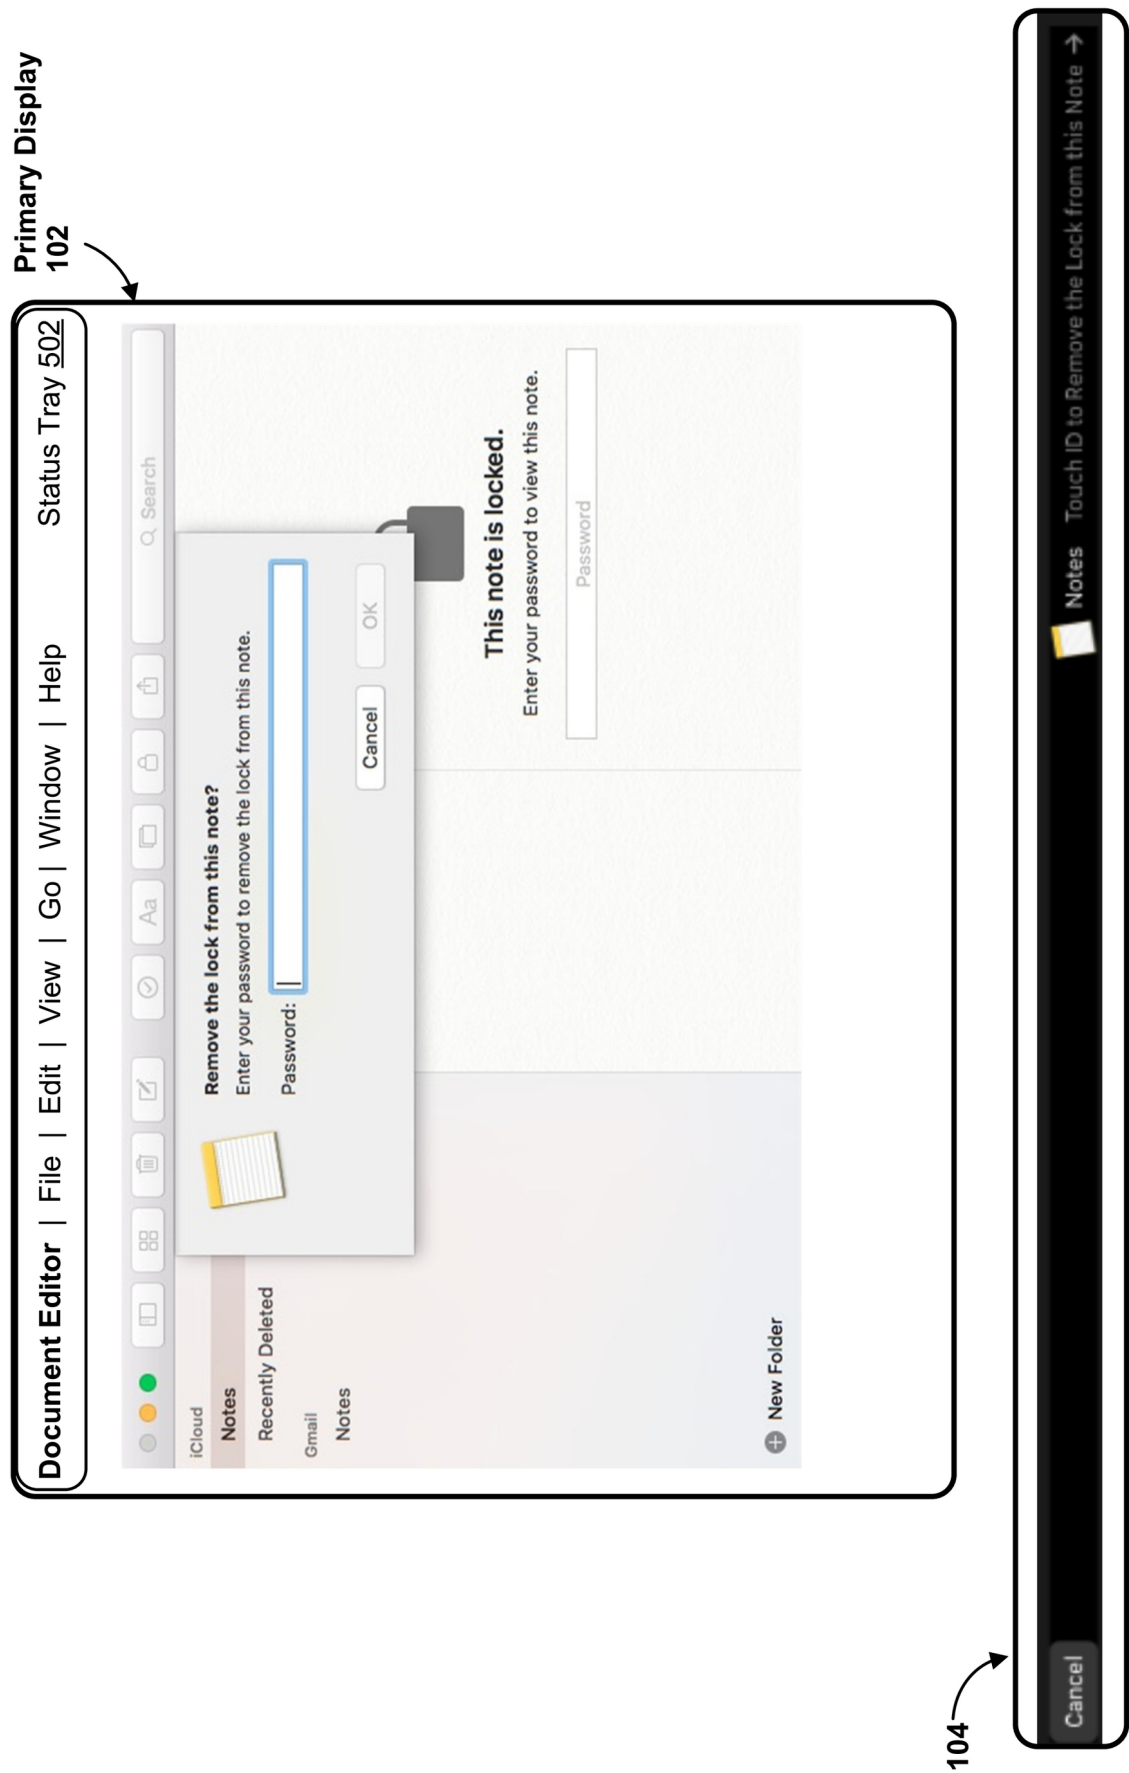 Primary Display
102
Document Editor | File | Edit | View | Go | Window | Help
Status Tray 502
Aa
Search
iCloud
Notes
Recently Deleted
Gmail
Notes
New Folder
Remove the lock from this note?
Enter your password to remove the lock from this note.
Password:
Cancel
OK
This note is locked.
Enter your password to view this note.
Password
104
Cancel
Notes Touch ID to Remove the Lock from this Note →